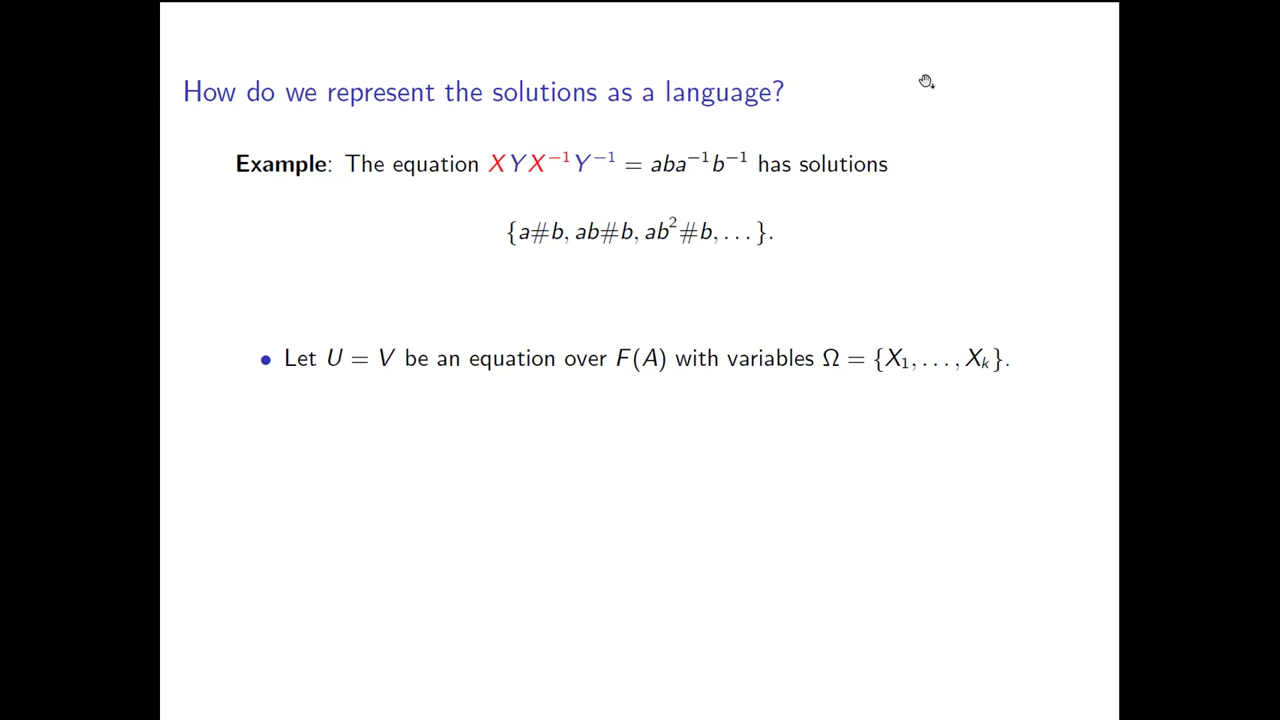 How do we represent the solutions as a language?
Example: The equation XYX⁻¹Y⁻¹ = aba⁻¹b⁻¹ has solutions
{a#b, ab#b, ab²#b, . . .}.
• Let U = V be an equation over F(A) with variables Ω = {X₁, . . . , Xₖ}.